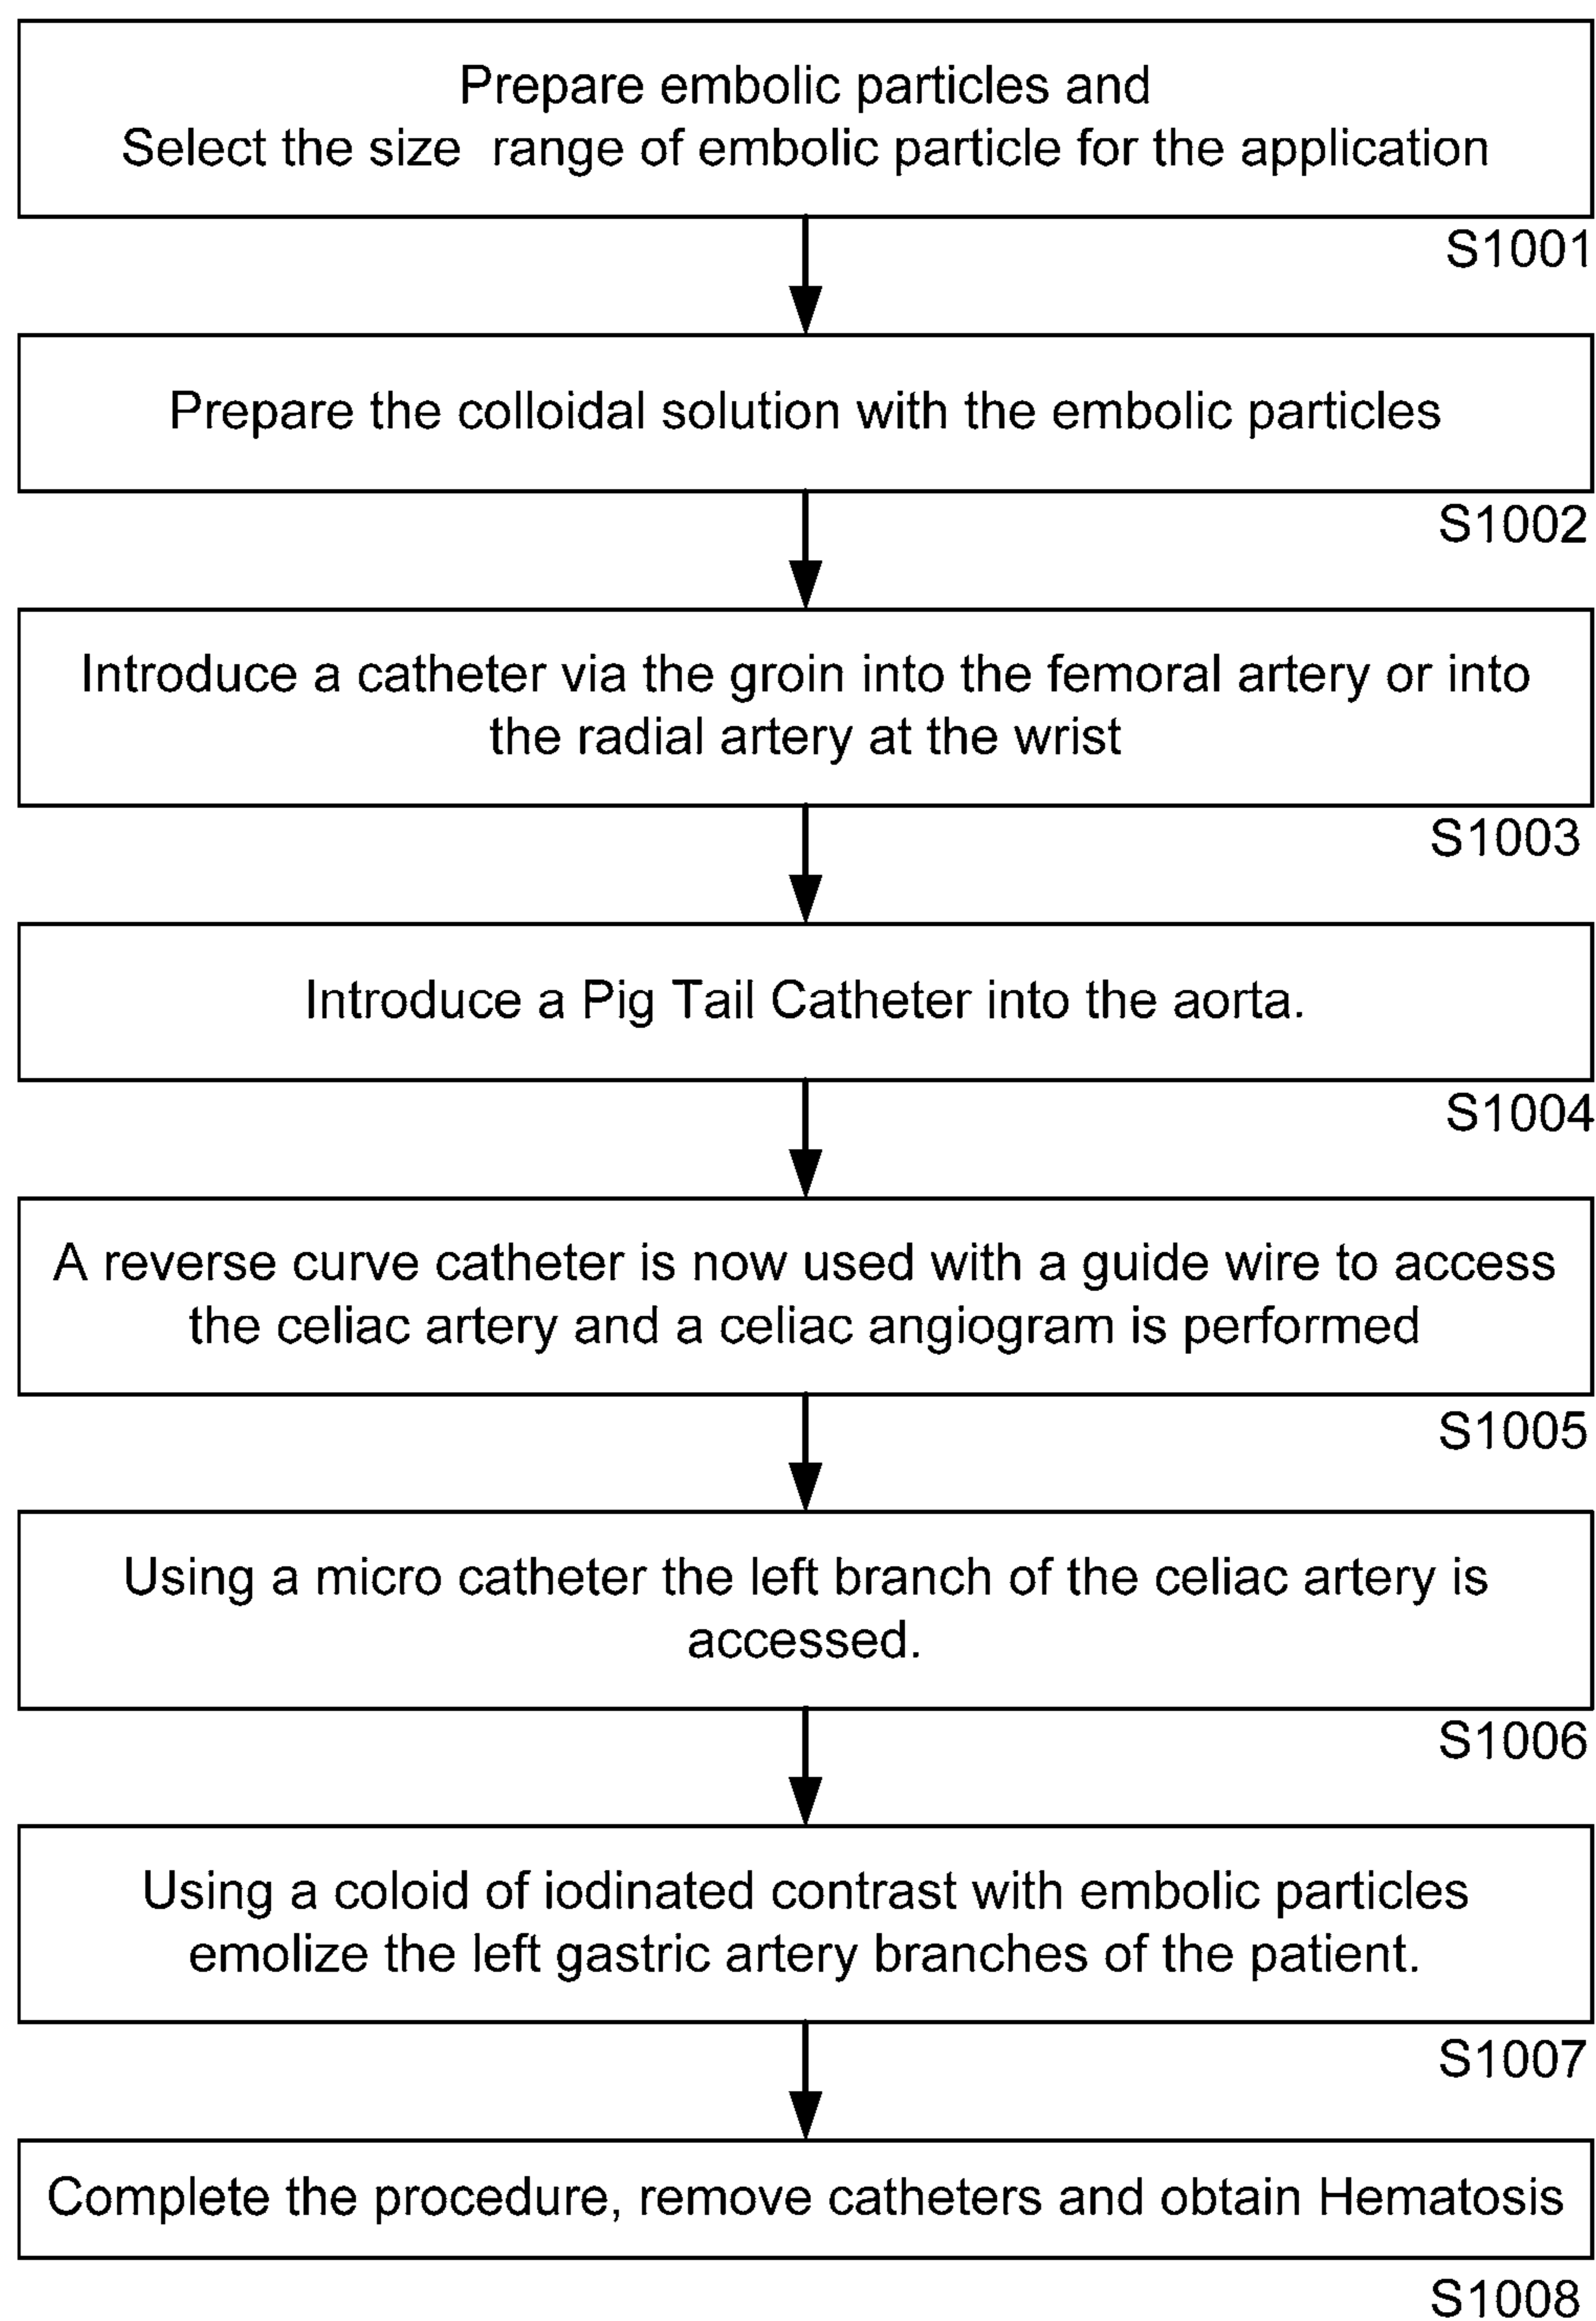 Prepare embolic particles and
Select the size range of embolic particle for the application
S1001
Prepare the colloidal solution with the embolic particles
S1002
Introduce a catheter via the groin into the femoral artery or into
the radial artery at the wrist
S1003
Introduce a Pig Tail Catheter into the aorta.
S1004
A reverse curve catheter is now used with a guide wire to access
the celiac artery and a celiac angiogram is performed
S1005
Using a micro catheter the left branch of the celiac artery is
accessed.
S1006
Using a coloid of iodinated contrast with embolic particles
emolize the left gastric artery branches of the patient.
S1007
Complete the procedure, remove catheters and obtain Hematosis
S1008